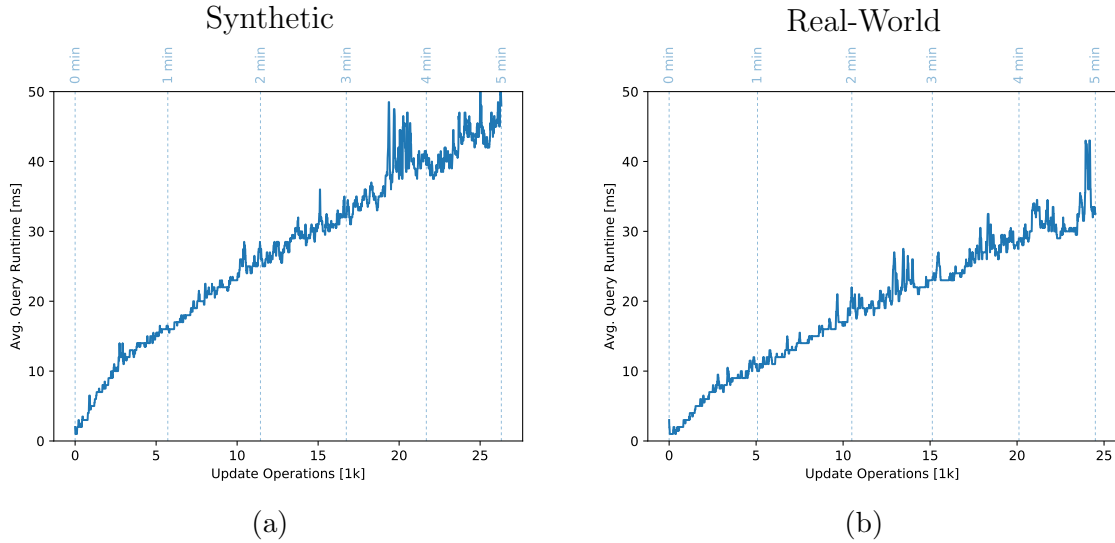 Synthetic
0 min
1 min
2 min
3 min
4 min
5 min
50
40
30
20
10
0
Avg. Query Runtime [ms]
0
5
10
15
20
25
Update Operations [1k]
(a)
Real-World
0 min
1 min
2 min
3 min
4 min
5 min
50
40
30
20
10
0
Avg. Query Runtime [ms]
0
5
10
15
20
25
Update Operations [1k]
(b)